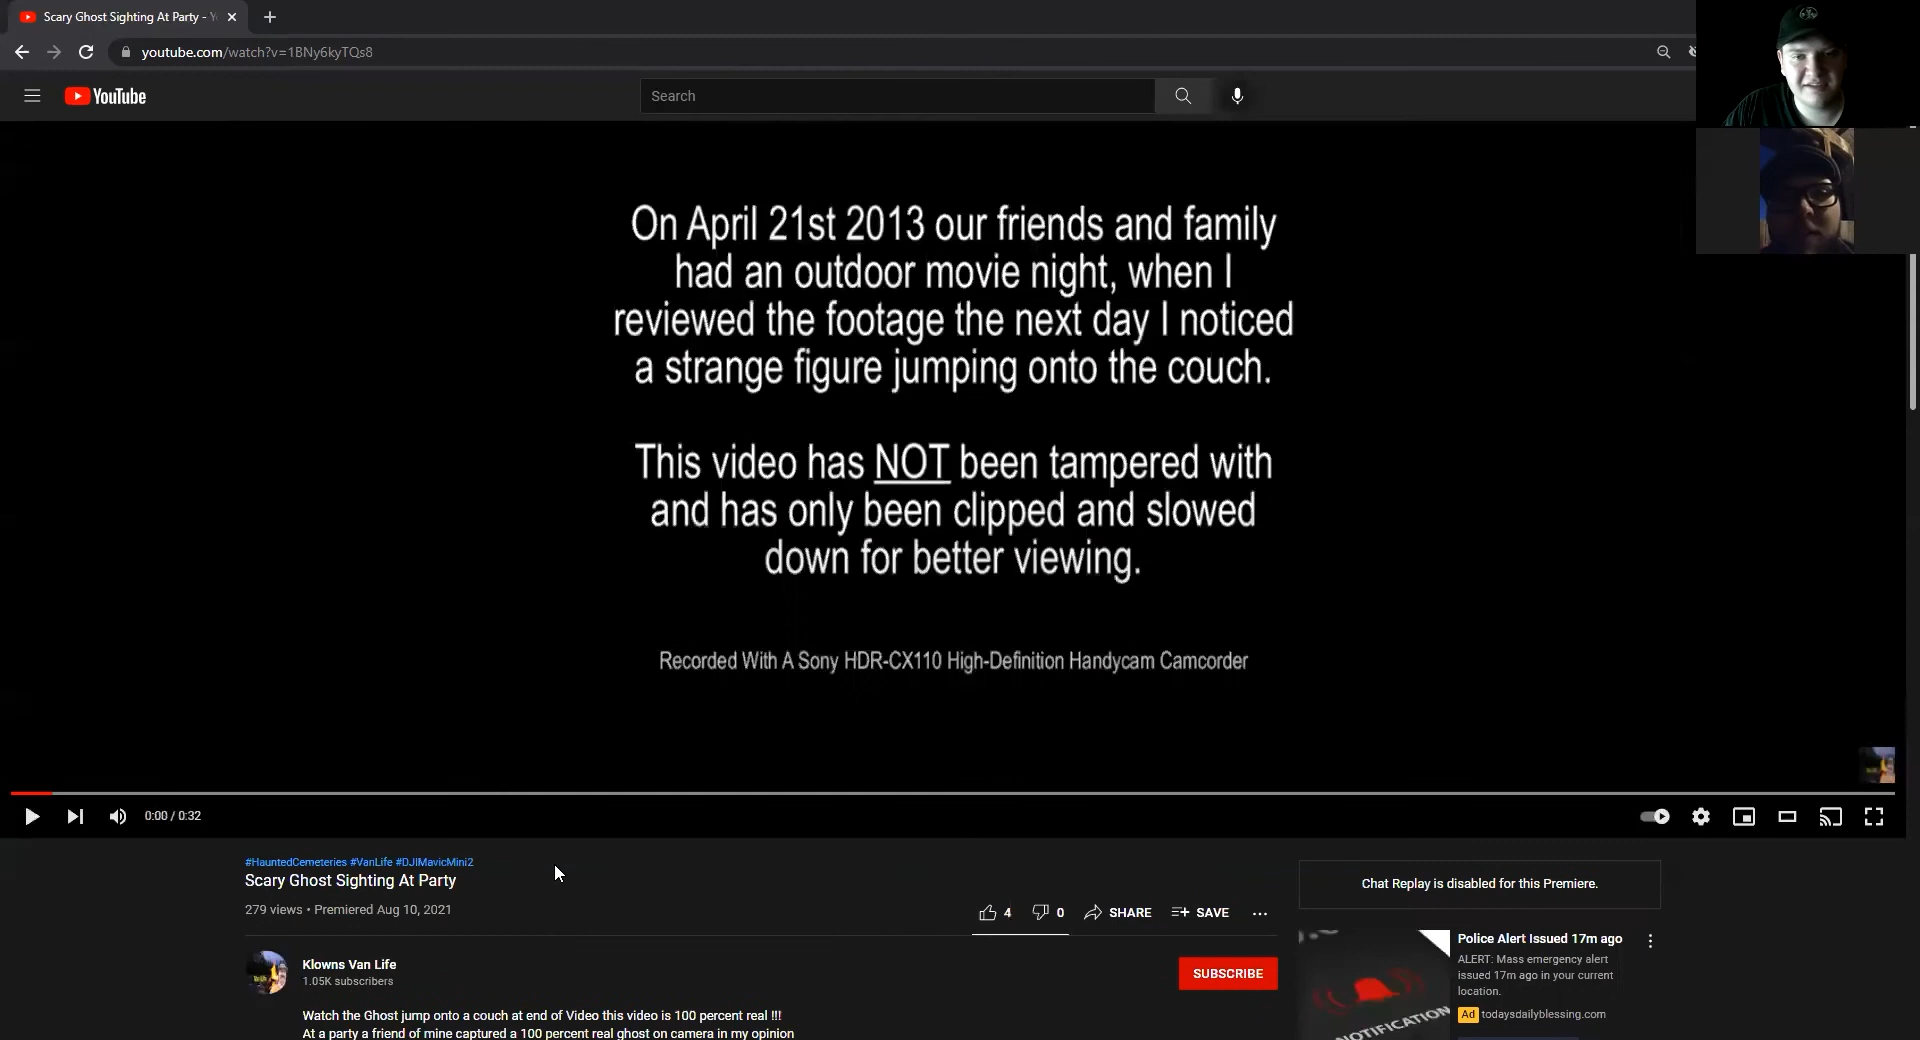 Scary Ghost Sighting At Party -
youtube.com/watch?v=1BNy6kyTQs8
YouTube
Search
On April 21st 2013 our friends and family
had an outdoor movie night, when I
reviewed the footage the next day I noticed
a strange figure jumping onto the couch.
This video has NOT been tampered with
and has only been clipped and slowed
down for better viewing.
Recorded With A Sony HDR-CX110 High-Definition Handycam Camcorder
0:00 / 0:32
#HauntedCemeteries #VanLife #DJIMavicMini2
Scary Ghost Sighting At Party
279 views • Premiered Aug 10, 2021
4 0 SHARE SAVE
Klowns Van Life
1.05K subscribers
SUBSCRIBE
Watch the Ghost jump onto a couch at end of Video this video is 100 percent real !!!
At a party a friend of mine captured a 100 percent real ghost on camera in my opinion
Chat Replay is disabled for this Premiere.
Police Alert Issued 17m ago
ALERT: Mass emergency alert
issued 17m ago in your current
location.
Ad todaysdailyblessing.com
NOTIFICATION